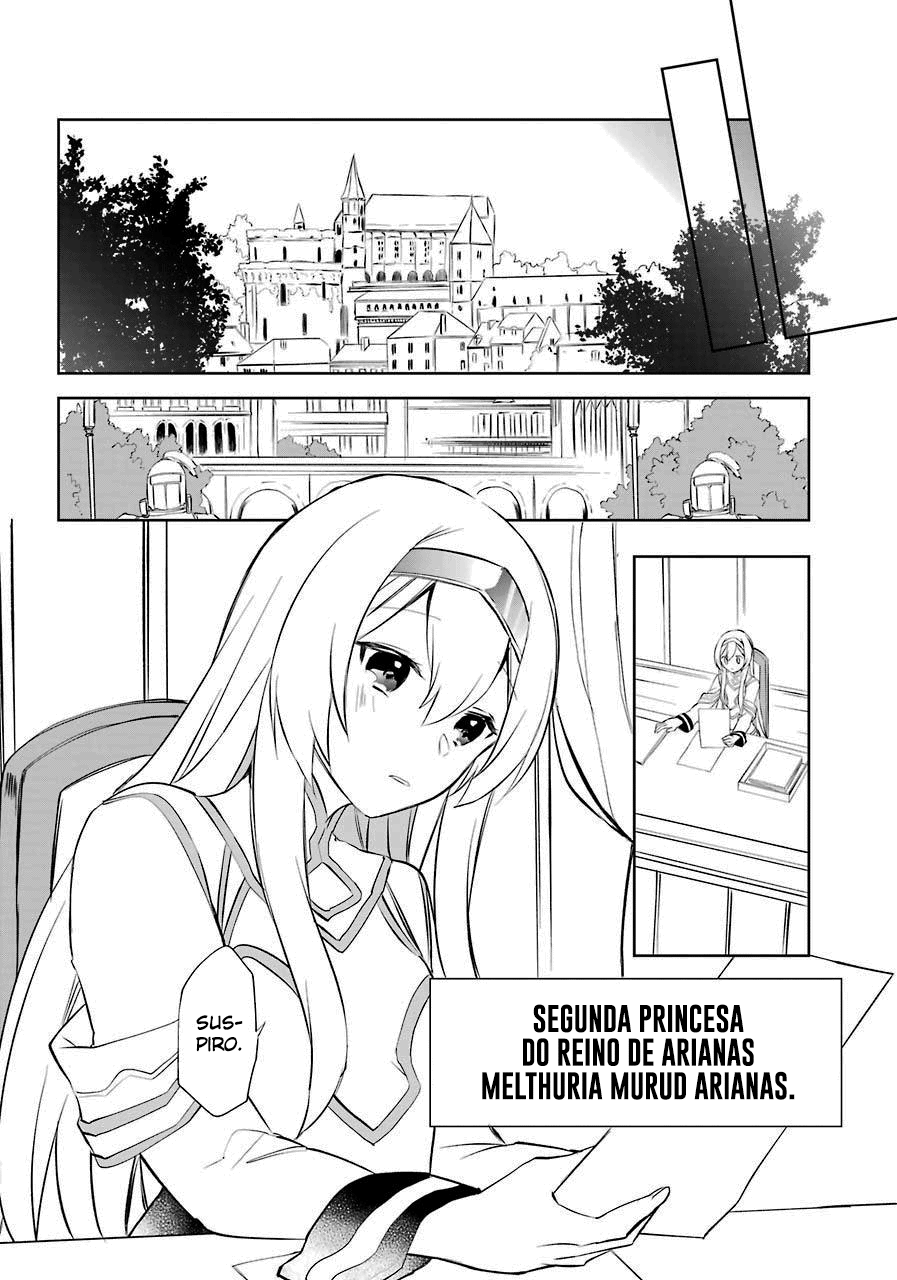 SUS-
PIRO.
SEGUNDA PRINCESA
DO REINO DE ARIANAS
MELTHURIA MURUD ARIANAS.